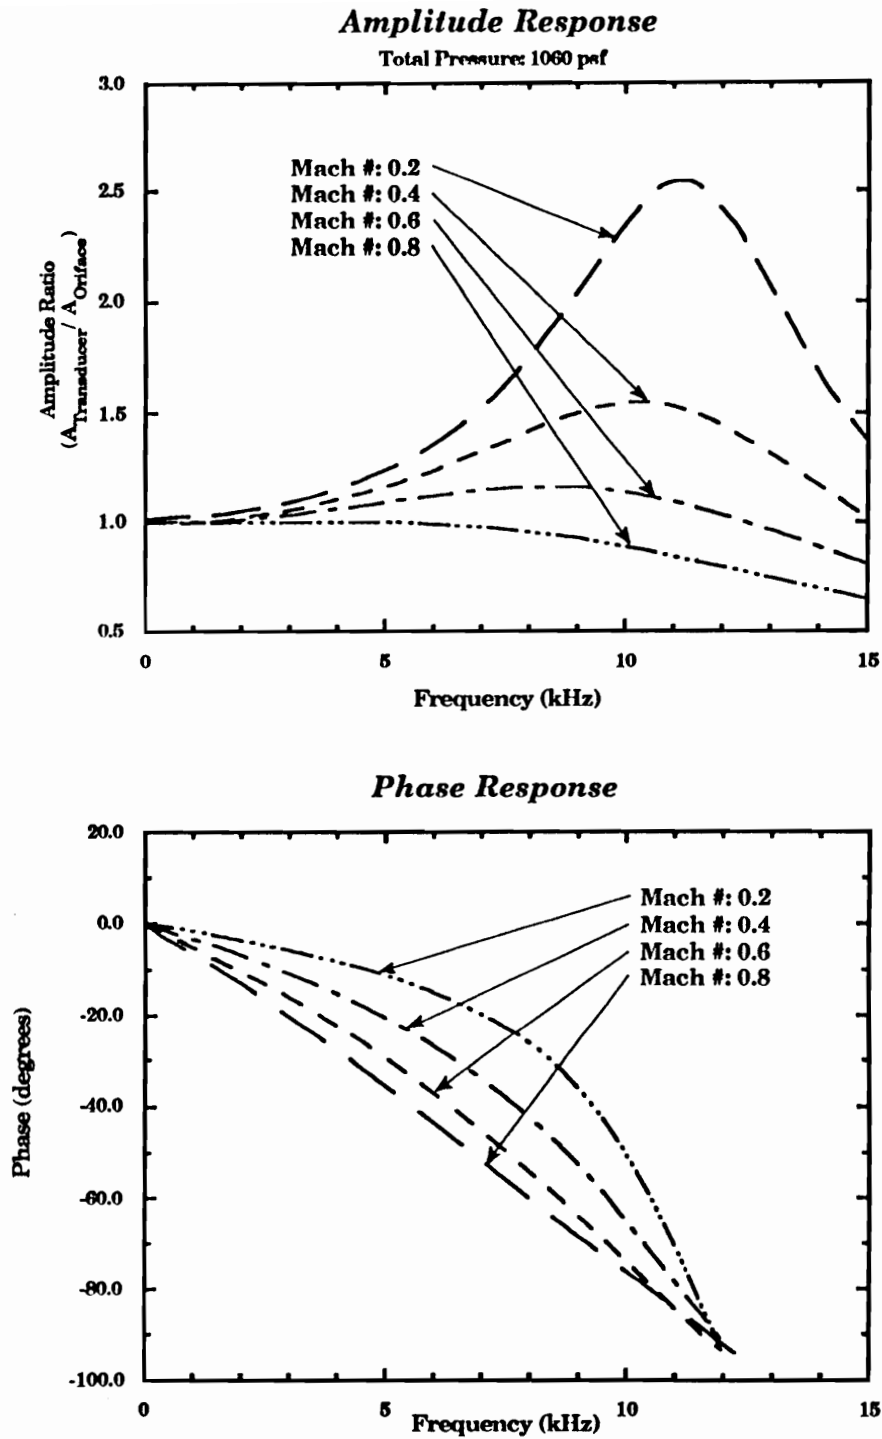 Amplitude Response
Total Pressure: 1060 psf
3.0
2.5
2.0
1.5
1.0
0.5
Amplitude Ratio
(A Transducer / A Oriface)
Mach #: 0.2
Mach #: 0.4
Mach #: 0.6
Mach #: 0.8
0 5 10 15
Frequency (kHz)
Phase Response
20.0
0.0
-20.0
-40.0
-60.0
-80.0
-100.0
Phase (degrees)
Mach #: 0.2
Mach #: 0.4
Mach #: 0.6
Mach #: 0.8
0 5 10 15
Frequency (kHz)